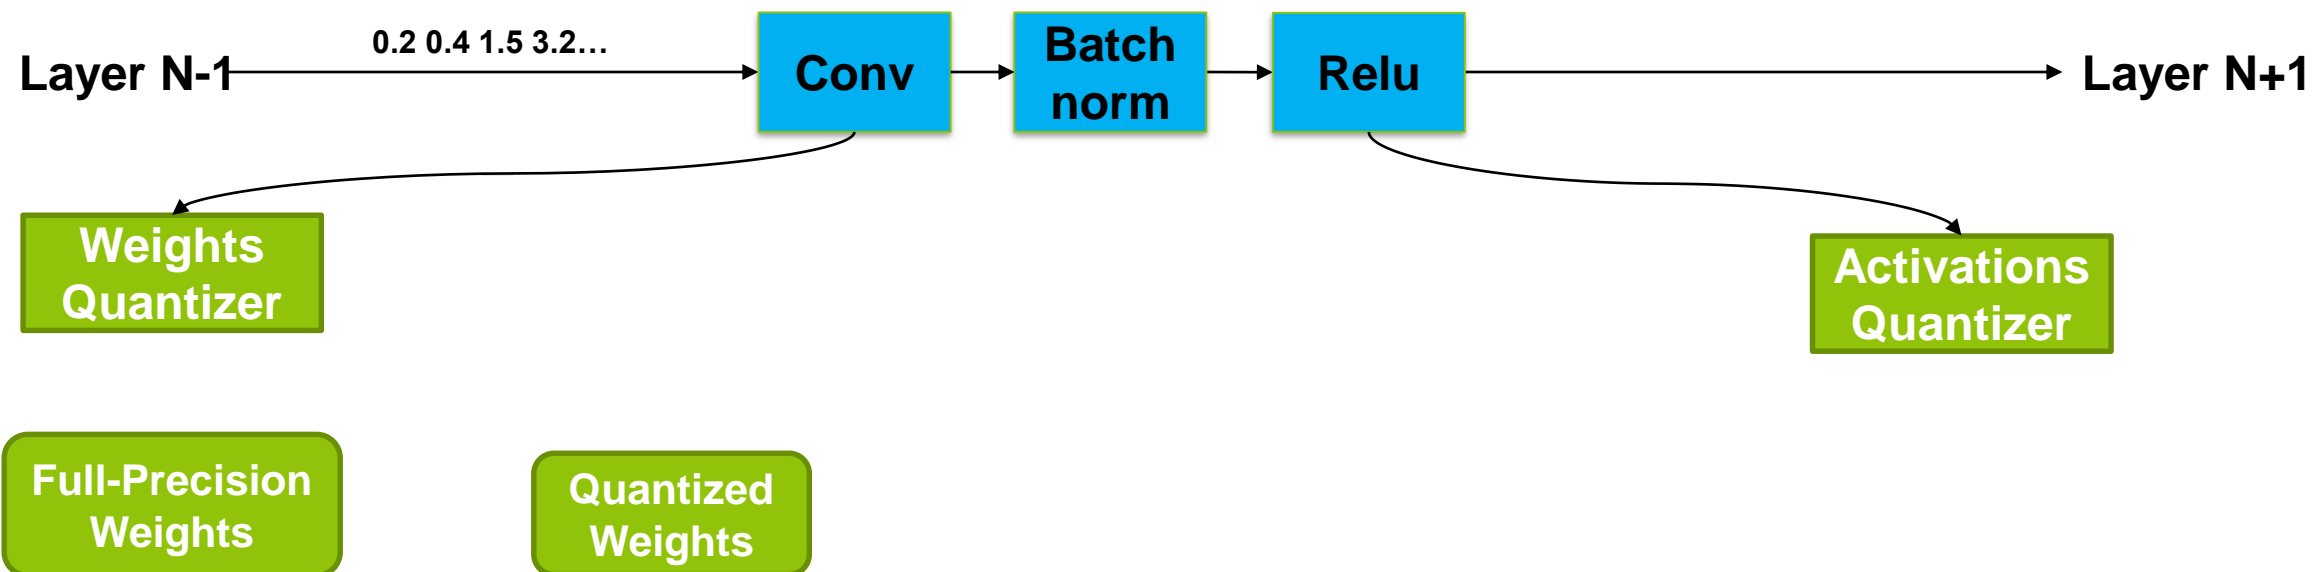 0.2 0.4 1.5 3.2...
Layer N-1
Conv
Batch
norm
Relu
Layer N+1
Weights
Quantizer
Activations
Quantizer
Full-Precision
Weights
Quantized
Weights